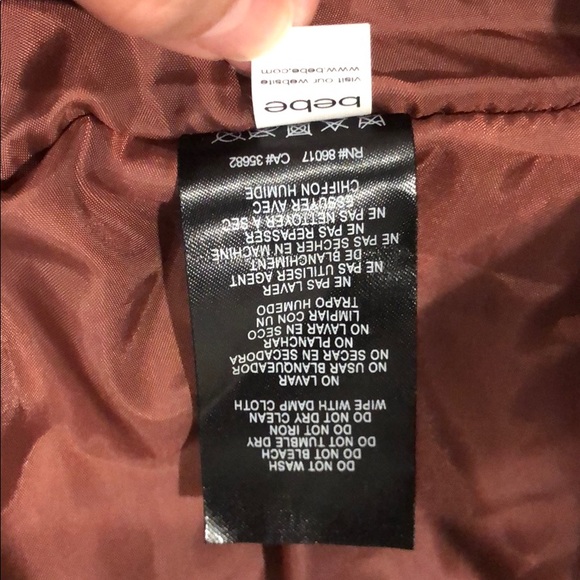 bebe
visit our website
www.bebe.com
DO NOT WASH
DO NOT BLEACH
DO NOT TUMBLE DRY
DO NOT IRON
DO NOT DRY CLEAN
WIPE WITH DAMP CLOTH
NO LAVAR
NO USAR BLANQUEADOR
NO SECAR EN SECADORA
NO PLANCHAR
NO LAVAR EN SECO
LIMPIAR CON UN
TRAPO HUMEDO
NE PAS LAVER
NE PAS UTILISER AGENT
DE BLANCHIMENT
NE PAS SÉCHER EN MACHINE
NE PAS REPASSER
NE PAS NETTOYER A SEC
ESSUYER AVEC
CHIFFON HUMIDE
RN# 86017 CA# 35682